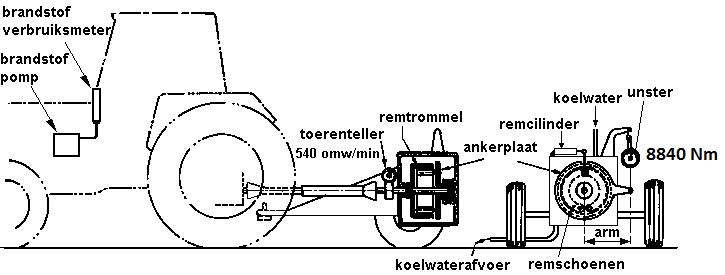 brandstof
verbruiksmeter
brandstof
pomp
toerenteller
540 omw/min
remtrommel
ankerplaat
remcilinder
koelwater
unster
8840 Nm
arm
koelwaterafvoer
remschoenen